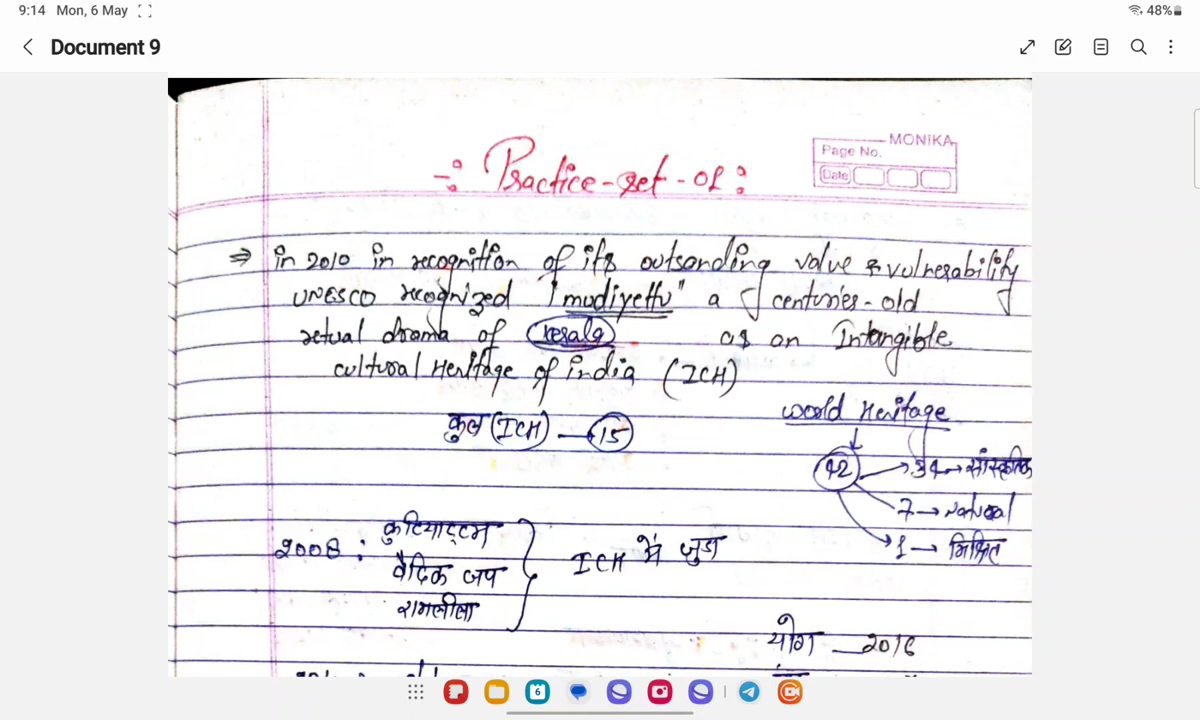 9:14 Mon, 6 May
48%
Document 9
MONIKA
Page No.
Date
-: Practice-set-01:
⇒ in 2010 in recognition of its outsanding value & vulnerability
UNESCO recognized "mudiyettu" a centuries-old
retual drama of kerala as an Intangible
cultural Heritage of india (ICH)
कुल (ICH) — 15
World Heritage
42
34 → सांस्कृतिक
7 → Natural
1 → मिश्रित
2008 : कुटियाट्टम
वैदिक जप
रामलीला
ICH में जुडा
योग — 2016
6